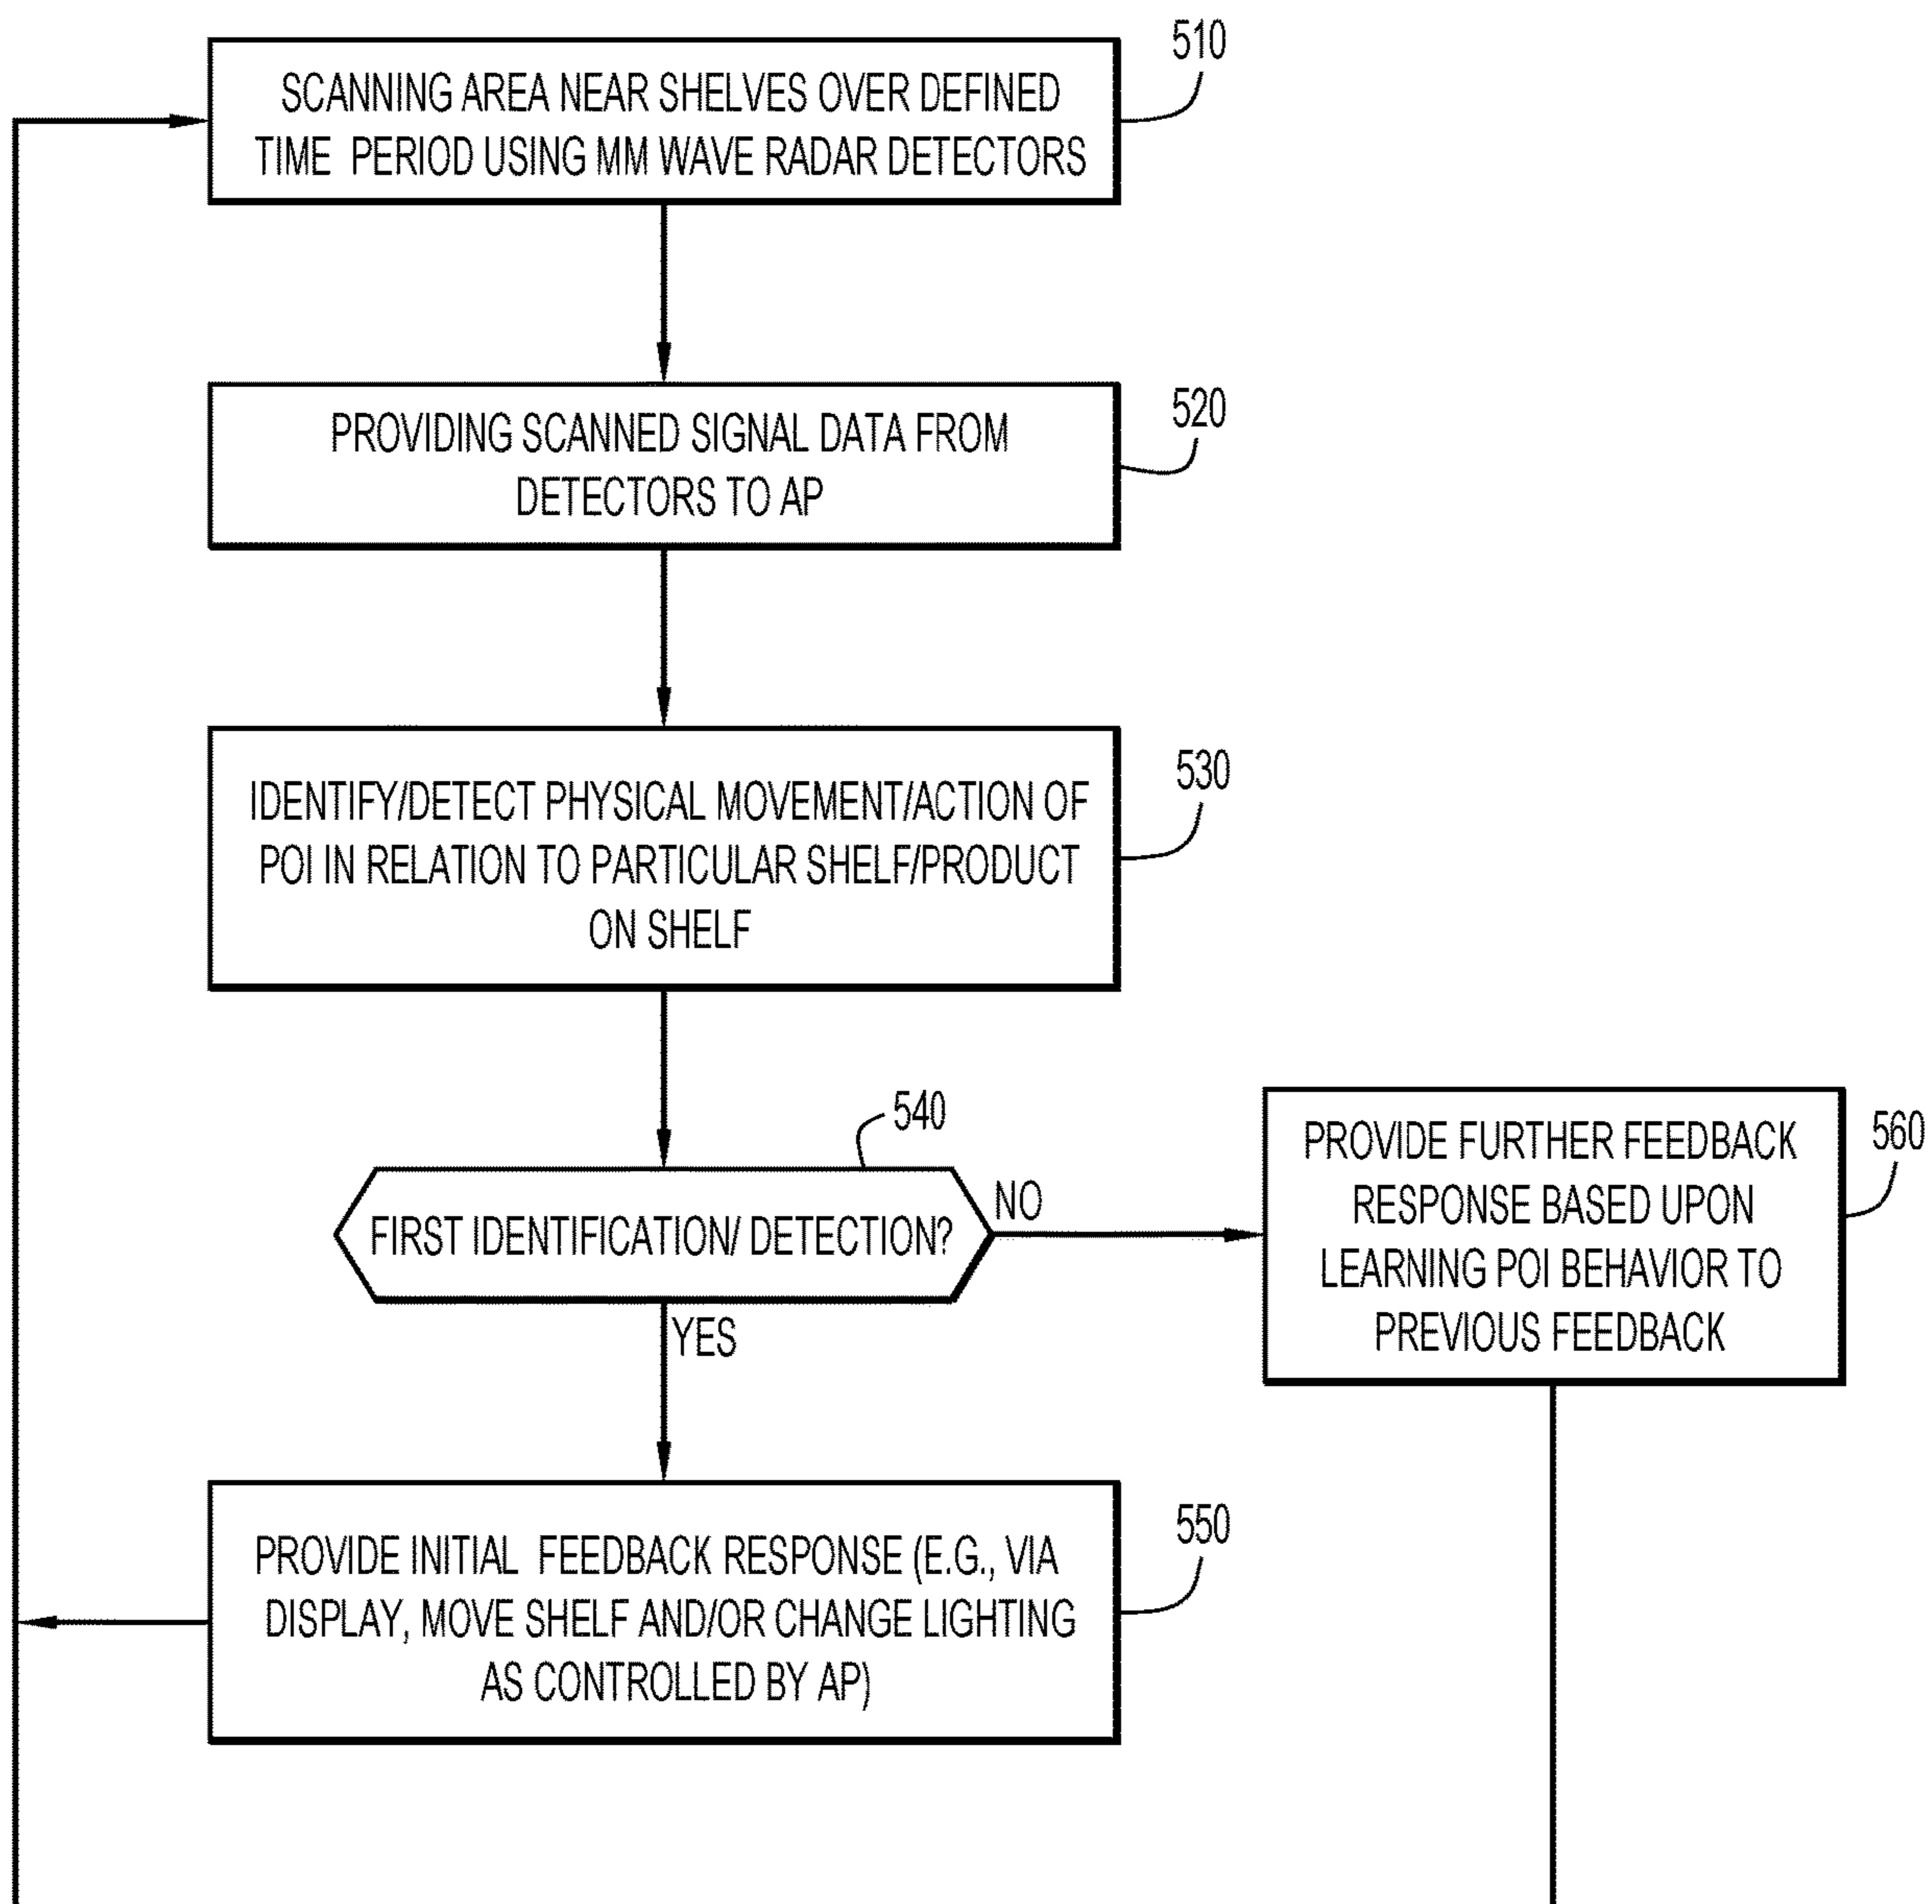 510
SCANNING AREA NEAR SHELVES OVER DEFINED
TIME PERIOD USING MM WAVE RADAR DETECTORS
520
PROVIDING SCANNED SIGNAL DATA FROM
DETECTORS TO AP
530
IDENTIFY/DETECT PHYSICAL MOVEMENT/ACTION OF
POI IN RELATION TO PARTICULAR SHELF/PRODUCT
ON SHELF
540
FIRST IDENTIFICATION/ DETECTION?
NO
YES
560
PROVIDE FURTHER FEEDBACK
RESPONSE BASED UPON
LEARNING POI BEHAVIOR TO
PREVIOUS FEEDBACK
550
PROVIDE INITIAL FEEDBACK RESPONSE (E.G., VIA
DISPLAY, MOVE SHELF AND/OR CHANGE LIGHTING
AS CONTROLLED BY AP)